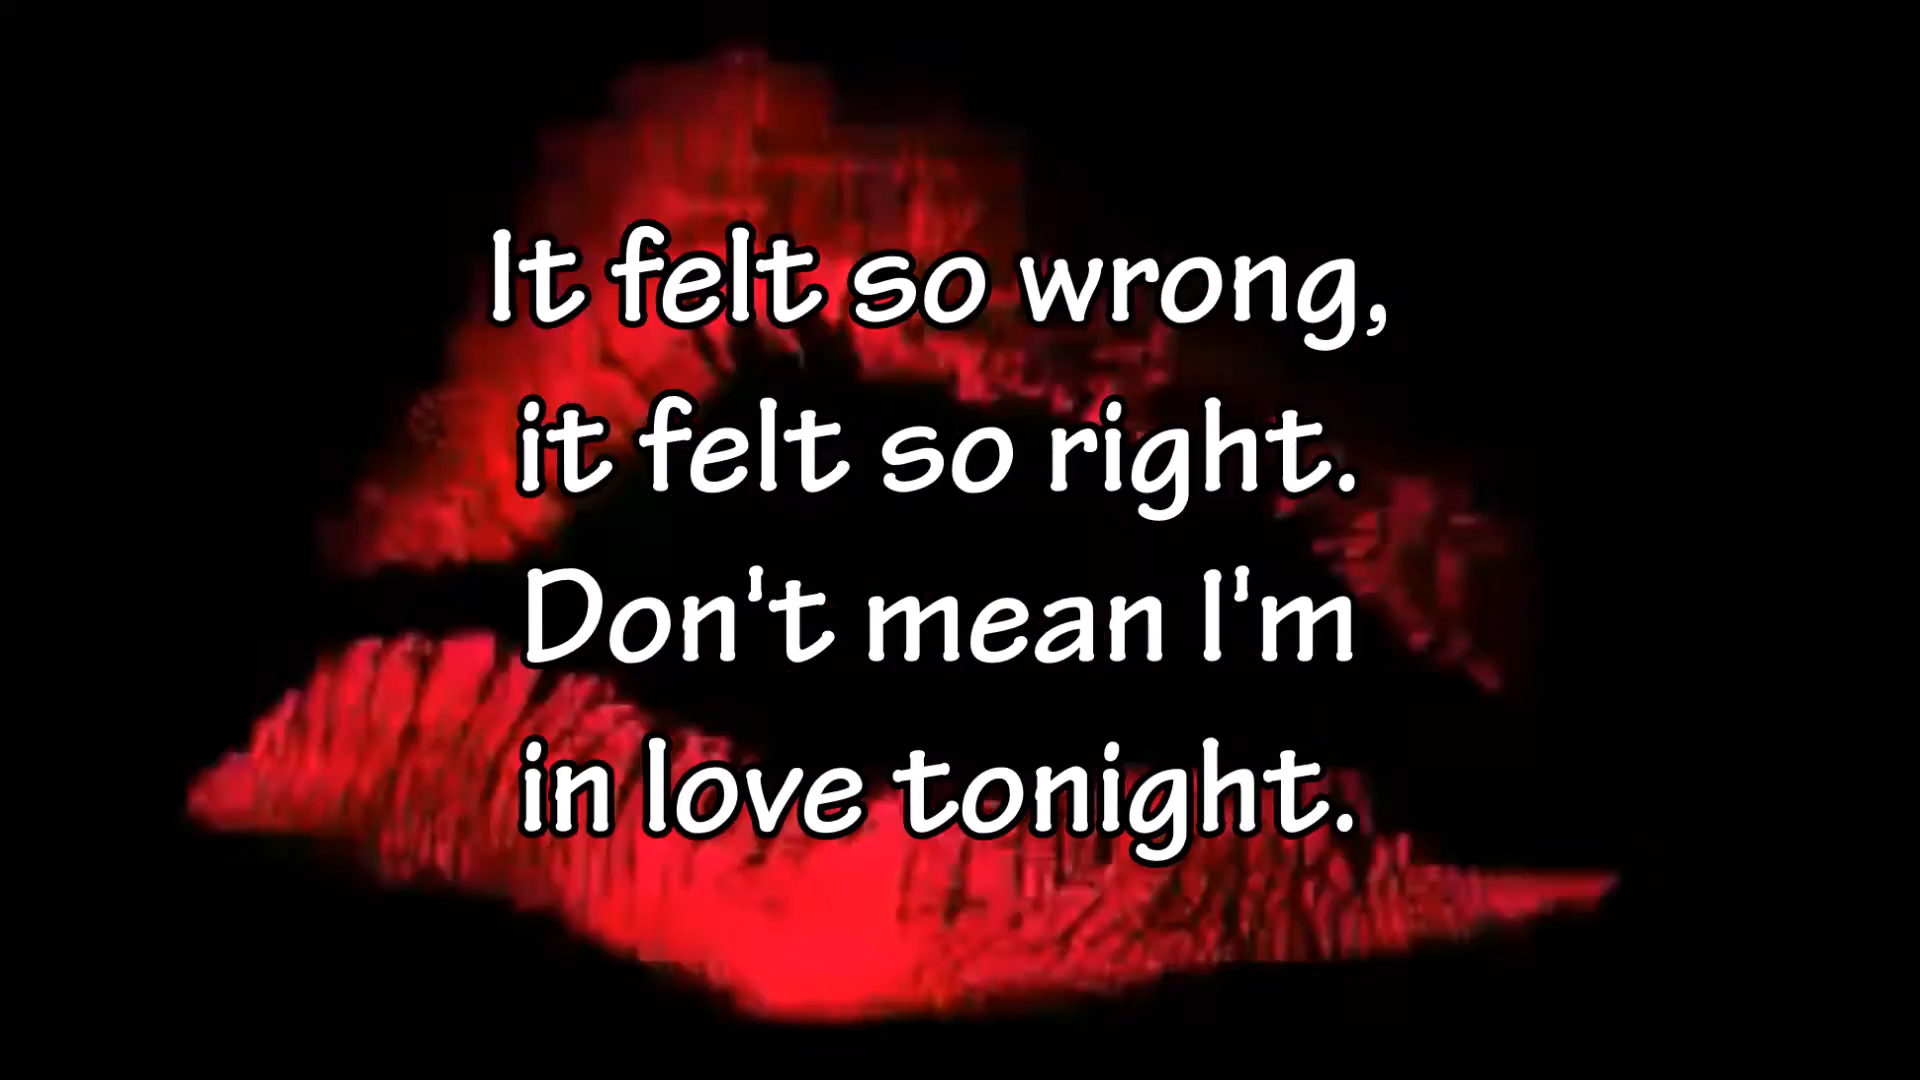 It felt so wrong,
it felt so right.
Don't mean I'm
in love tonight.